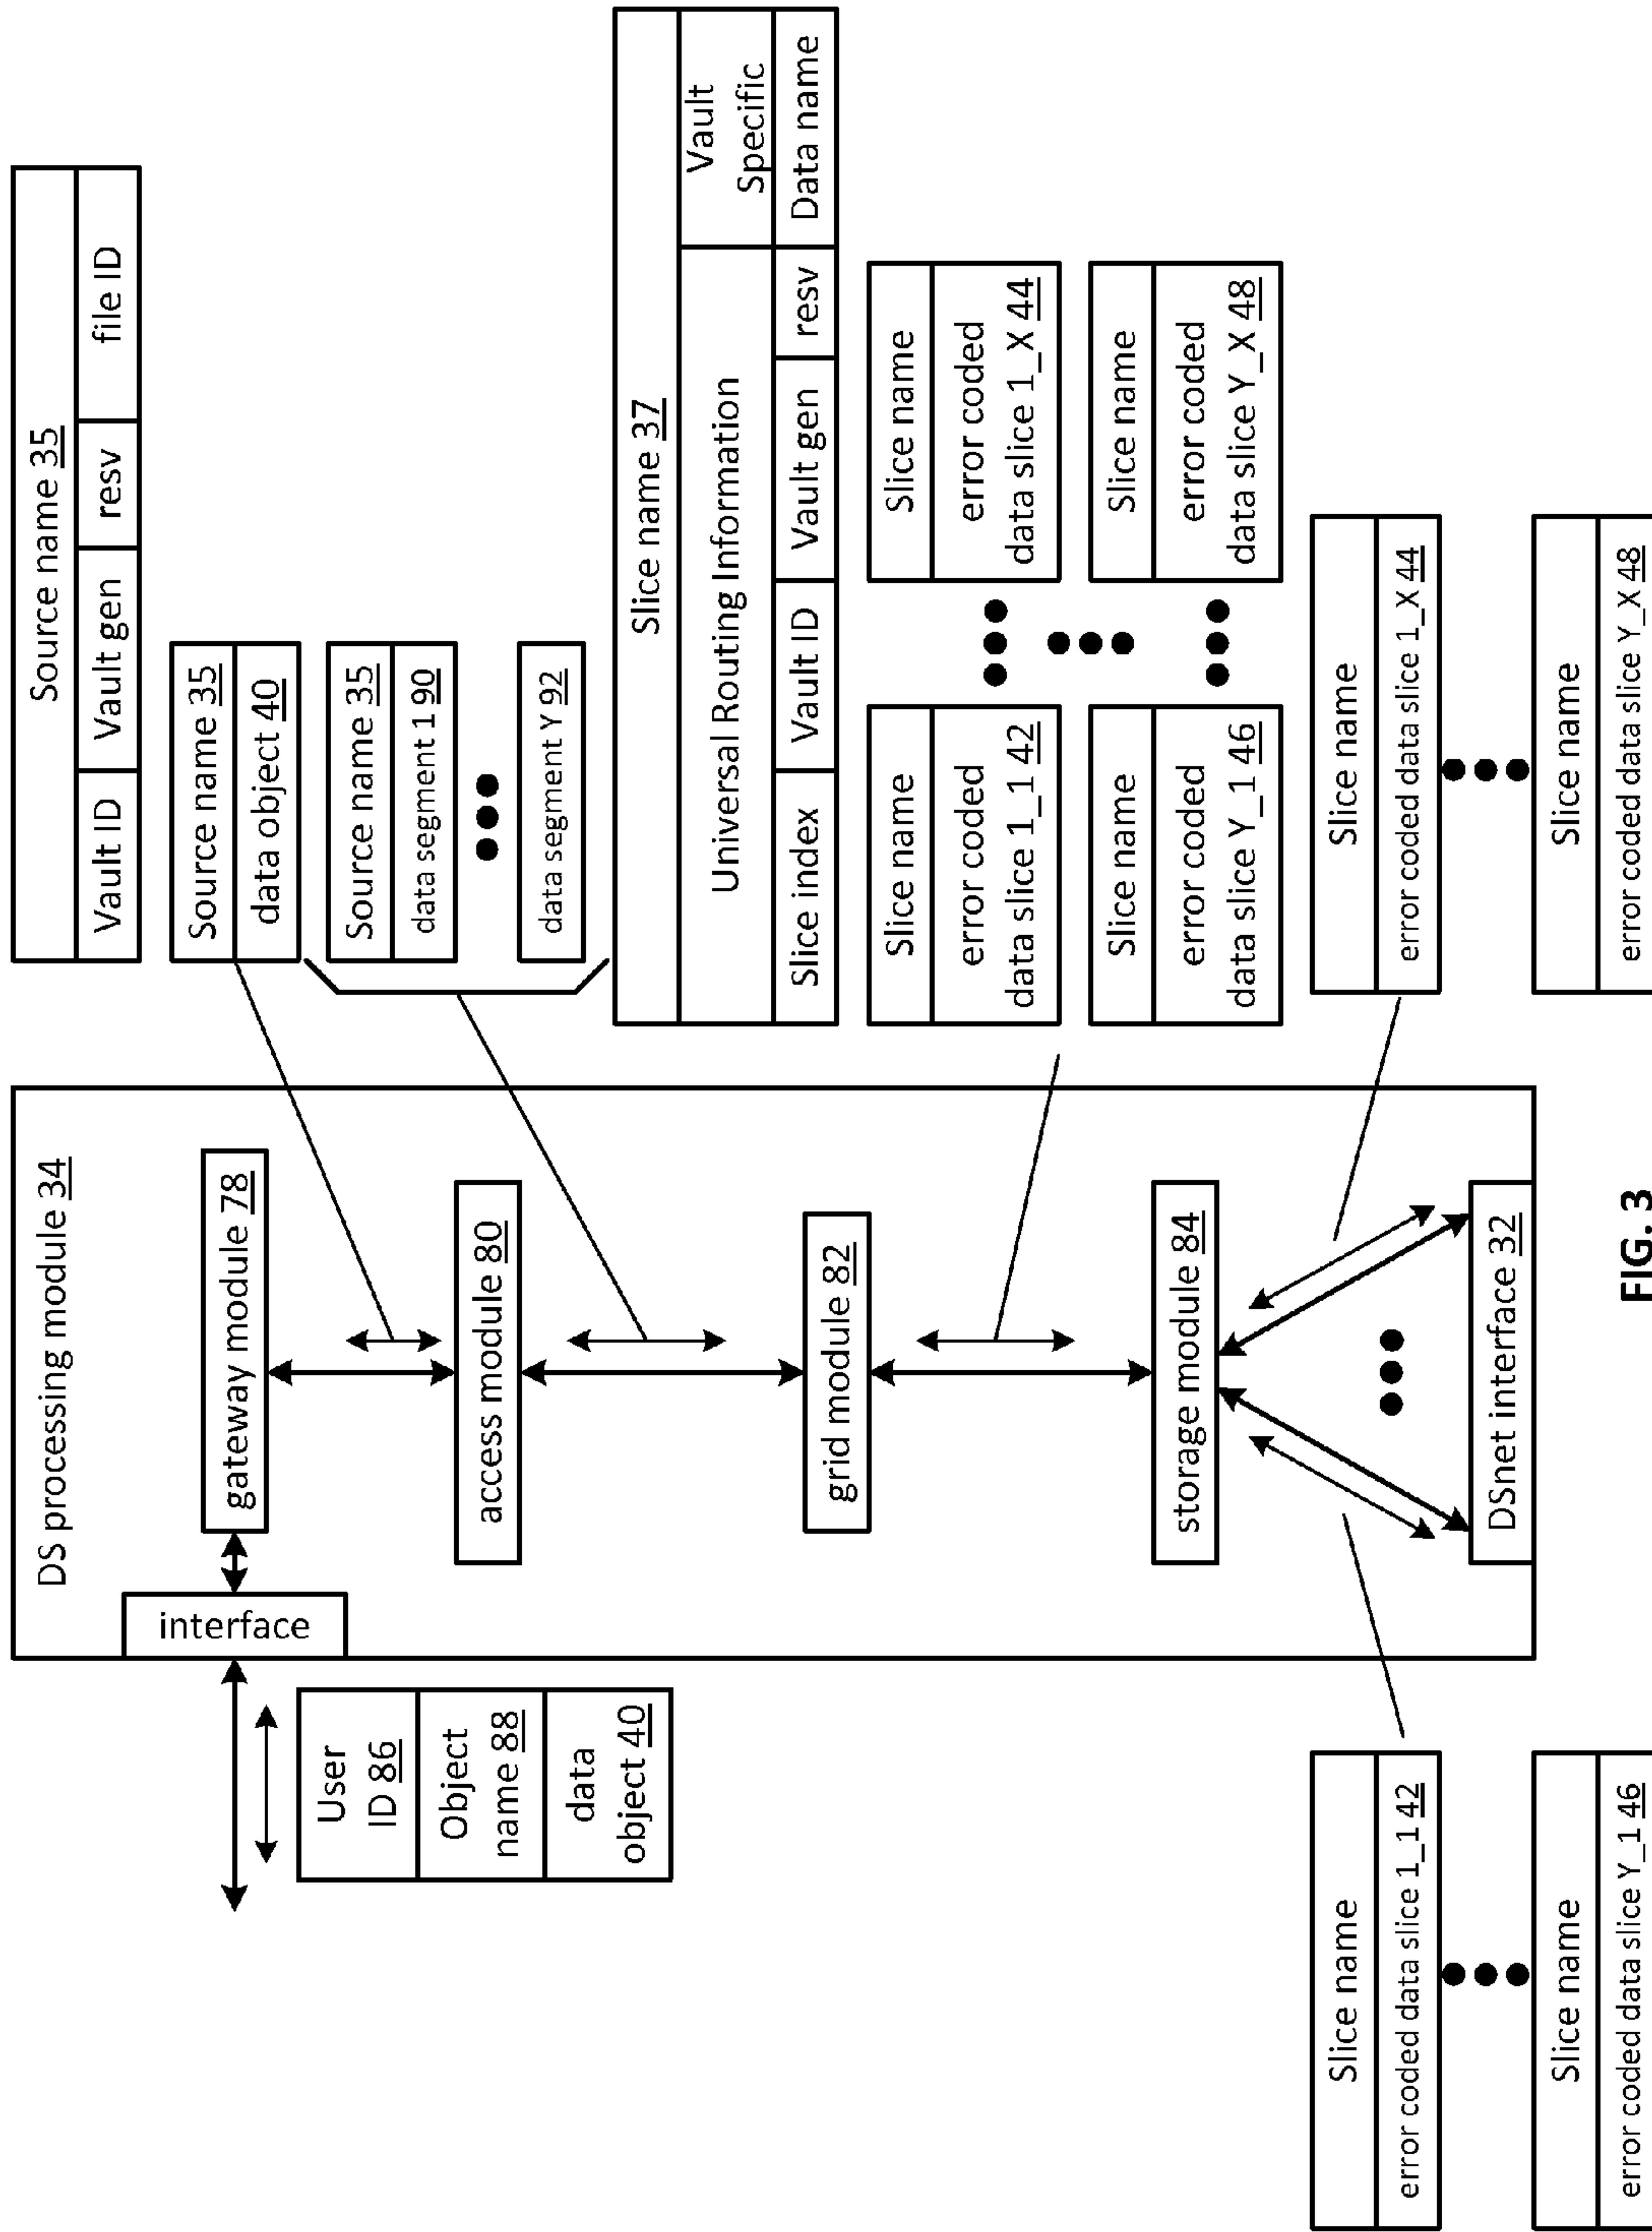 DS processing module 34
interface
gateway module 78
access module 80
grid module 82
storage module 84
DSnet interface 32
User
ID 86
Object
name 88
data
object 40
Source name 35
Vault ID
Vault gen
resv
file ID
Source name 35
data object 40
Source name 35
data segment 1 90
data segment Y 92
Slice name 37
Universal Routing Information
Vault
Specific
Slice index
Vault ID
Vault gen
resv
Data name
Slice name
error coded
data slice 1_1 42
Slice name
error coded
data slice 1_X 44
Slice name
error coded
data slice Y_1 46
Slice name
error coded
data slice Y_X 48
Slice name
error coded data slice 1_1 42
Slice name
error coded data slice Y_1 46
Slice name
error coded data slice 1_X 44
Slice name
error coded data slice Y_X 48
FIG. 3